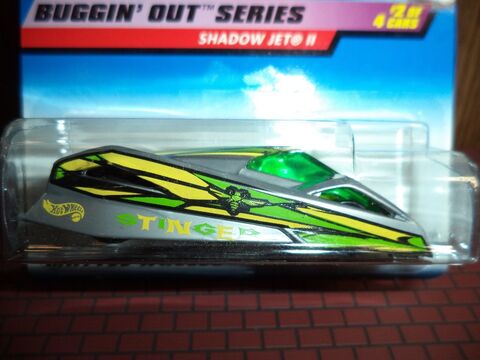 BUGGIN' OUT™ SERIES
SHADOW JET® II
#2 OF
4 CARS
Hot Wheels
STINGER